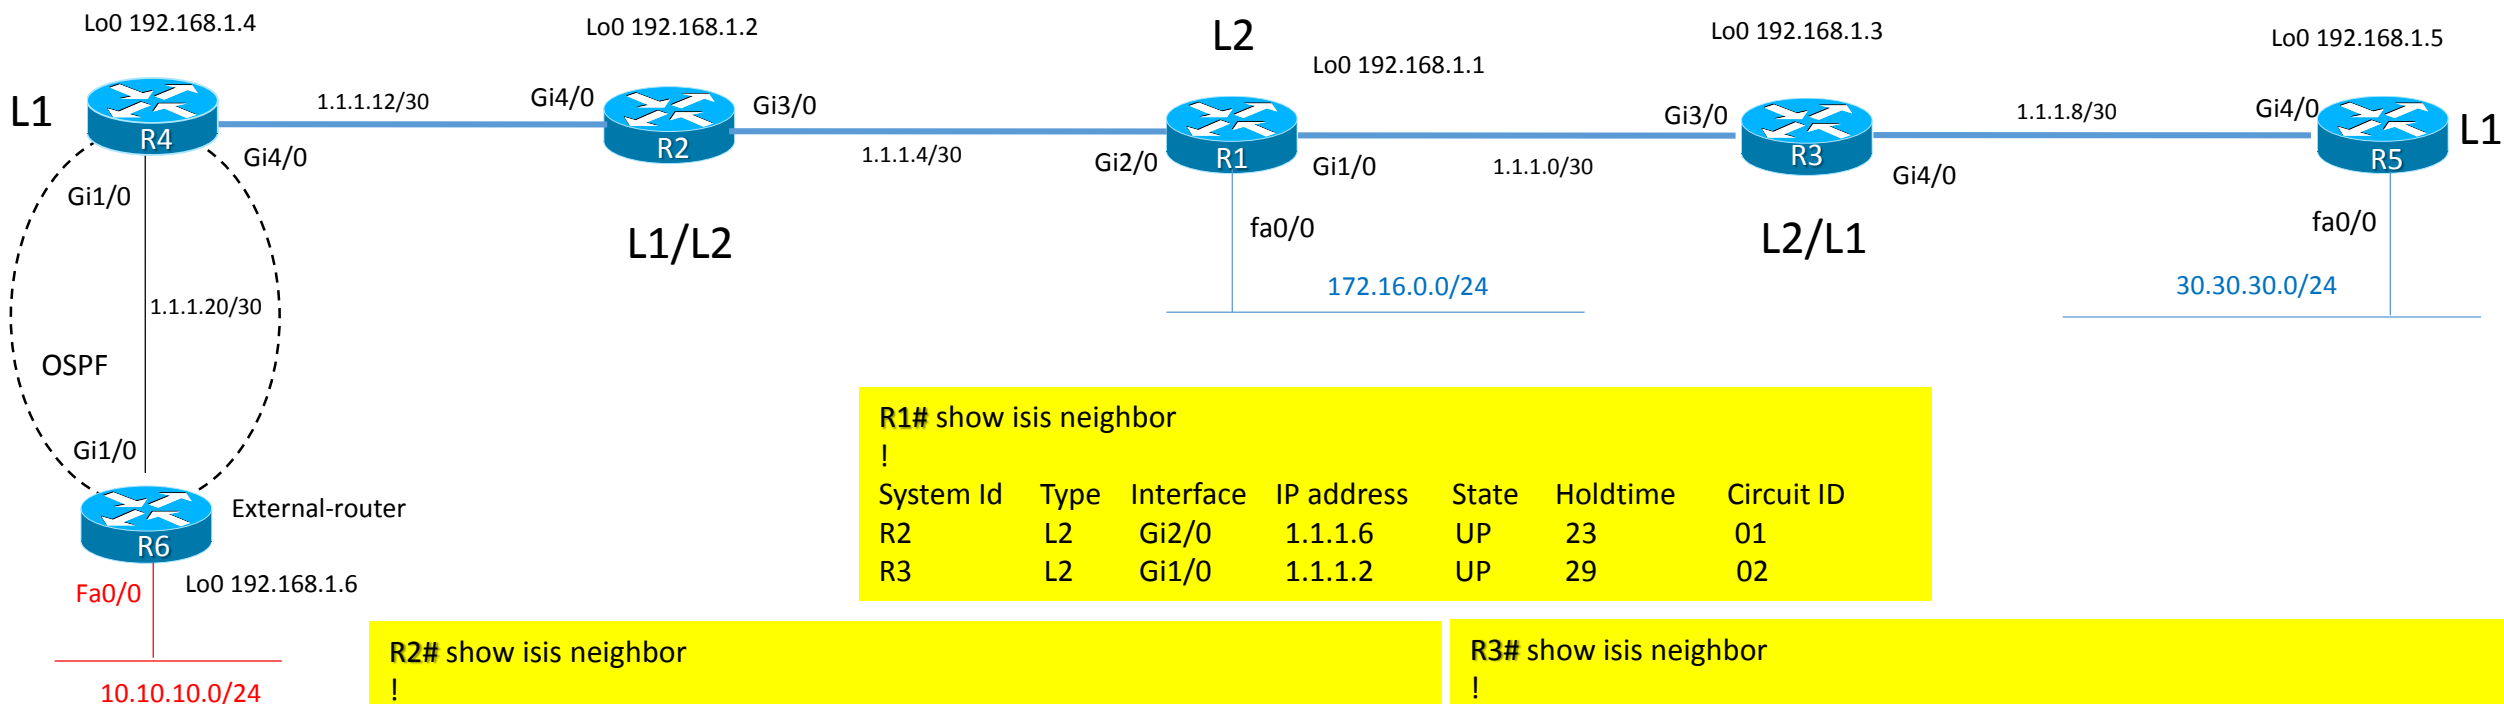 Lo0 192.168.1.4
Lo0 192.168.1.2
L2
Lo0 192.168.1.1
Lo0 192.168.1.3
Lo0 192.168.1.5
L1
R4
Gi4/0
Gi1/0
1.1.1.12/30
Gi4/0
R2
Gi3/0
L1/L2
1.1.1.4/30
Gi2/0
R1
Gi1/0
fa0/0
172.16.0.0/24
1.1.1.0/30
Gi3/0
R3
Gi4/0
L2/L1
1.1.1.8/30
Gi4/0
R5
L1
fa0/0
30.30.30.0/24
1.1.1.20/30
OSPF
Gi1/0
R6
External-router
Lo0 192.168.1.6
Fa0/0
10.10.10.0/24
R1# show isis neighbor
!
System Id Type Interface IP address State Holdtime Circuit ID
R2 L2 Gi2/0 1.1.1.6 UP 23 01
R3 L2 Gi1/0 1.1.1.2 UP 29 02
R2# show isis neighbor
!
R3# show isis neighbor
!